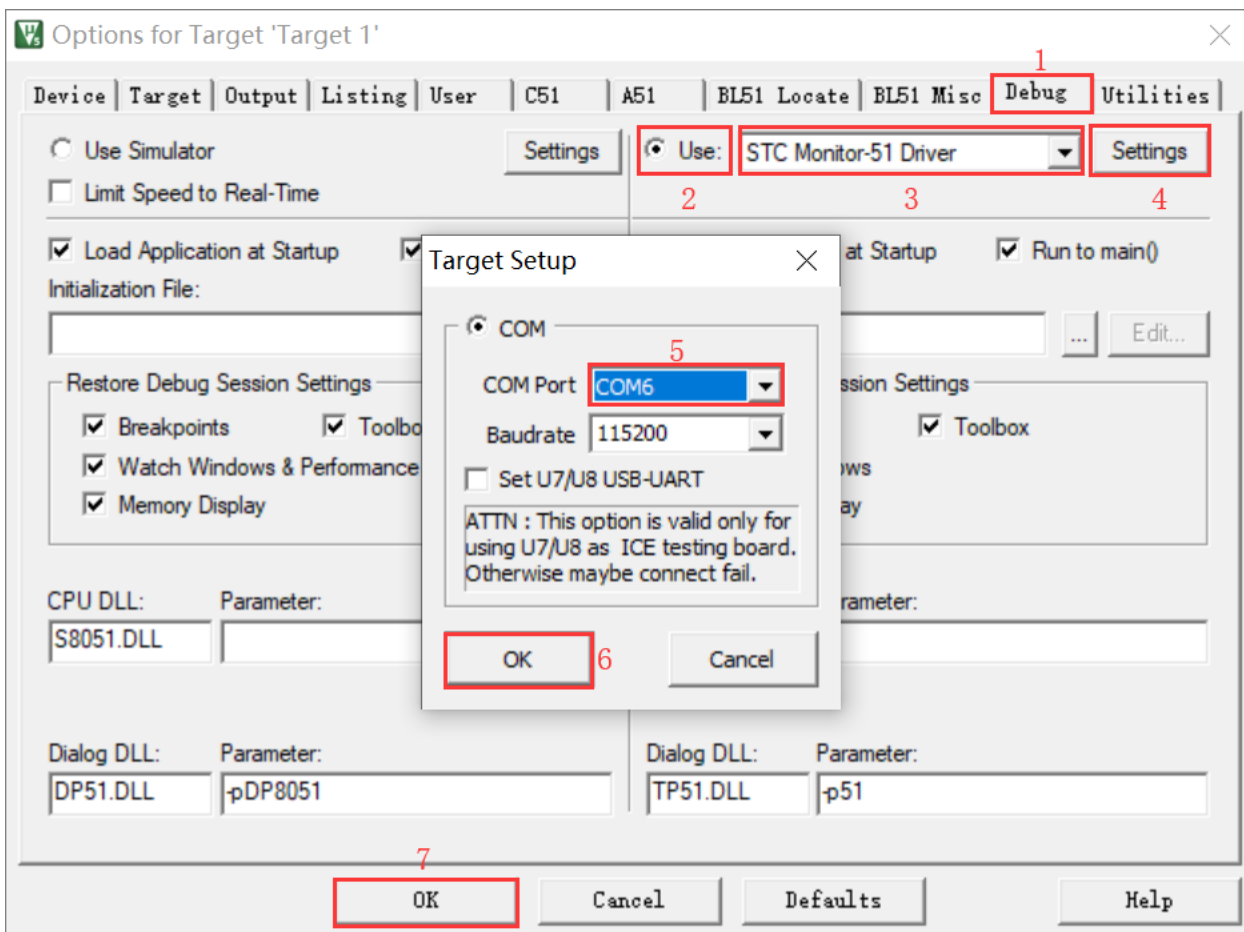 Options for Target 'Target 1'
1
Device Target Output Listing User C51 A51 BL51 Locate BL51 Misc Debug Utilities
Use Simulator Settings Use: STC Monitor-51 Driver Settings
Limit Speed to Real-Time 2 3 4
Load Application at Startup at Startup Run to main()
Initialization File:
... Edit...
Target Setup
COM
5
COM Port COM6
Baudrate 115200
Set U7/U8 USB-UART
ATTN : This option is valid only for
using U7/U8 as ICE testing board.
Otherwise maybe connect fail.
OK 6 Cancel
Restore Debug Session Settings ssion Settings
Breakpoints Toolbo Toolbox
Watch Windows & Performance ows
Memory Display ay
CPU DLL: Parameter: rameter:
S8051.DLL
Dialog DLL: Parameter: Dialog DLL: Parameter:
DP51.DLL -pDP8051 TP51.DLL -p51
7
OK Cancel Defaults Help